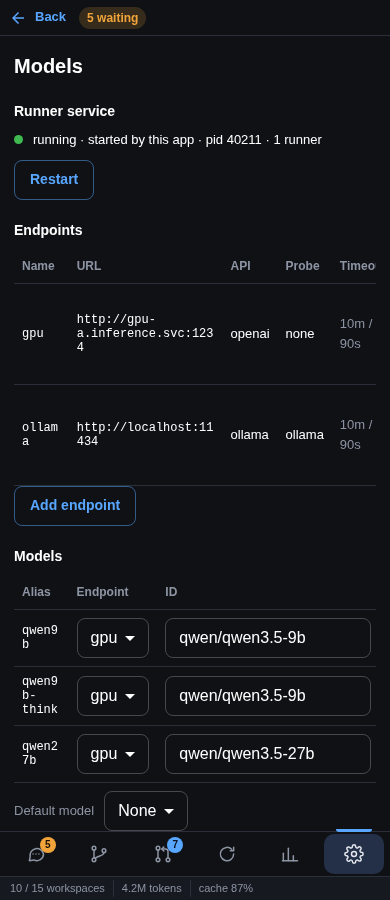 Back 5 waiting
Models
Runner service
running · started by this app · pid 40211 · 1 runner
Restart
Endpoints
Name URL API Probe Timeo
gpu http://gpu-
a.inference.svc:123
4 openai none 10m /
90s
ollam
a http://localhost:11
434 ollama ollama 10m /
90s
Add endpoint
Models
Alias Endpoint ID
qwen9
b gpu qwen/qwen3.5-9b
qwen9
b-
think gpu qwen/qwen3.5-9b
qwen2
7b gpu qwen/qwen3.5-27b
Default model None
5 7
10 / 15 workspaces 4.2M tokens cache 87%